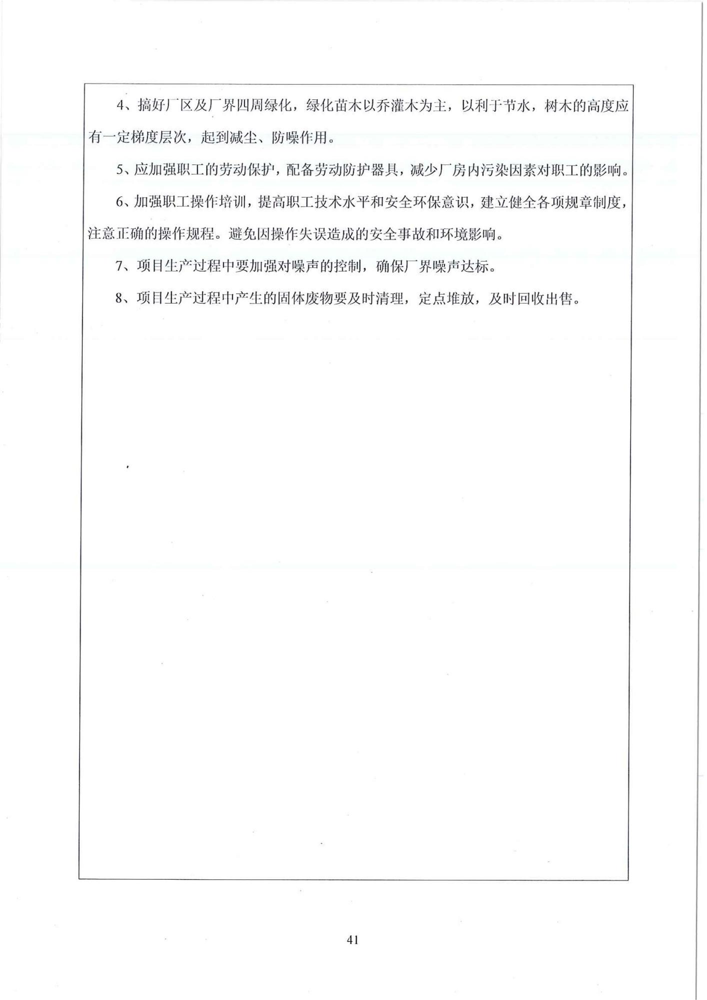 4、搞好厂区及厂界四周绿化，绿化苗木以乔灌木为主，以利于节水，树木的高度应
有一定梯度层次，起到减尘、防噪作用。
5、应加强职工的劳动保护，配备劳动防护器具，减少厂房内污染因素对职工的影响。
6、加强职工操作培训，提高职工技术水平和安全环保意识，建立健全各项规章制度，
注意正确的操作规程。避免因操作失误造成的安全事故和环境影响。
7、项目生产过程中要加强对噪声的控制，确保厂界噪声达标。
8、项目生产过程中产生的固体废物要及时清理，定点堆放，及时回收出售。
41